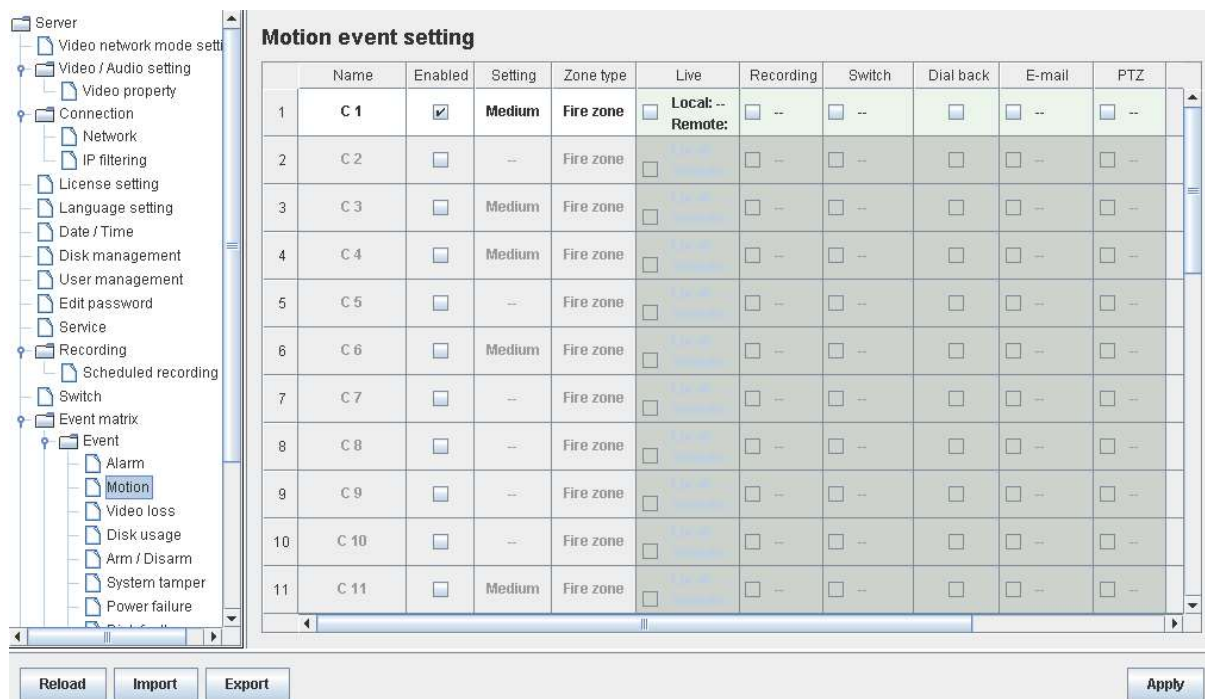 Server
Video network mode setti
Video / Audio setting
Video property
Connection
Network
IP filtering
License setting
Language setting
Date / Time
Disk management
User management
Edit password
Service
Recording
Scheduled recording
Switch
Event matrix
Event
Alarm
Motion
Video loss
Disk usage
Arm / Disarm
System tamper
Power failure
Motion event setting
Name Enabled Setting Zone type Live Recording Switch Dial back E-mail PTZ
1 C 1 Medium Fire zone Local: -- Remote: -- -- -- --
2 C 2 -- Fire zone -- -- -- --
3 C 3 Medium Fire zone -- -- -- --
4 C 4 Medium Fire zone -- -- -- --
5 C 5 -- Fire zone -- -- -- --
6 C 6 Medium Fire zone -- -- -- --
7 C 7 -- Fire zone -- -- -- --
8 C 8 -- Fire zone -- -- -- --
9 C 9 -- Fire zone -- -- -- --
10 C 10 -- Fire zone -- -- -- --
11 C 11 Medium Fire zone -- -- -- --
Reload Import Export Apply